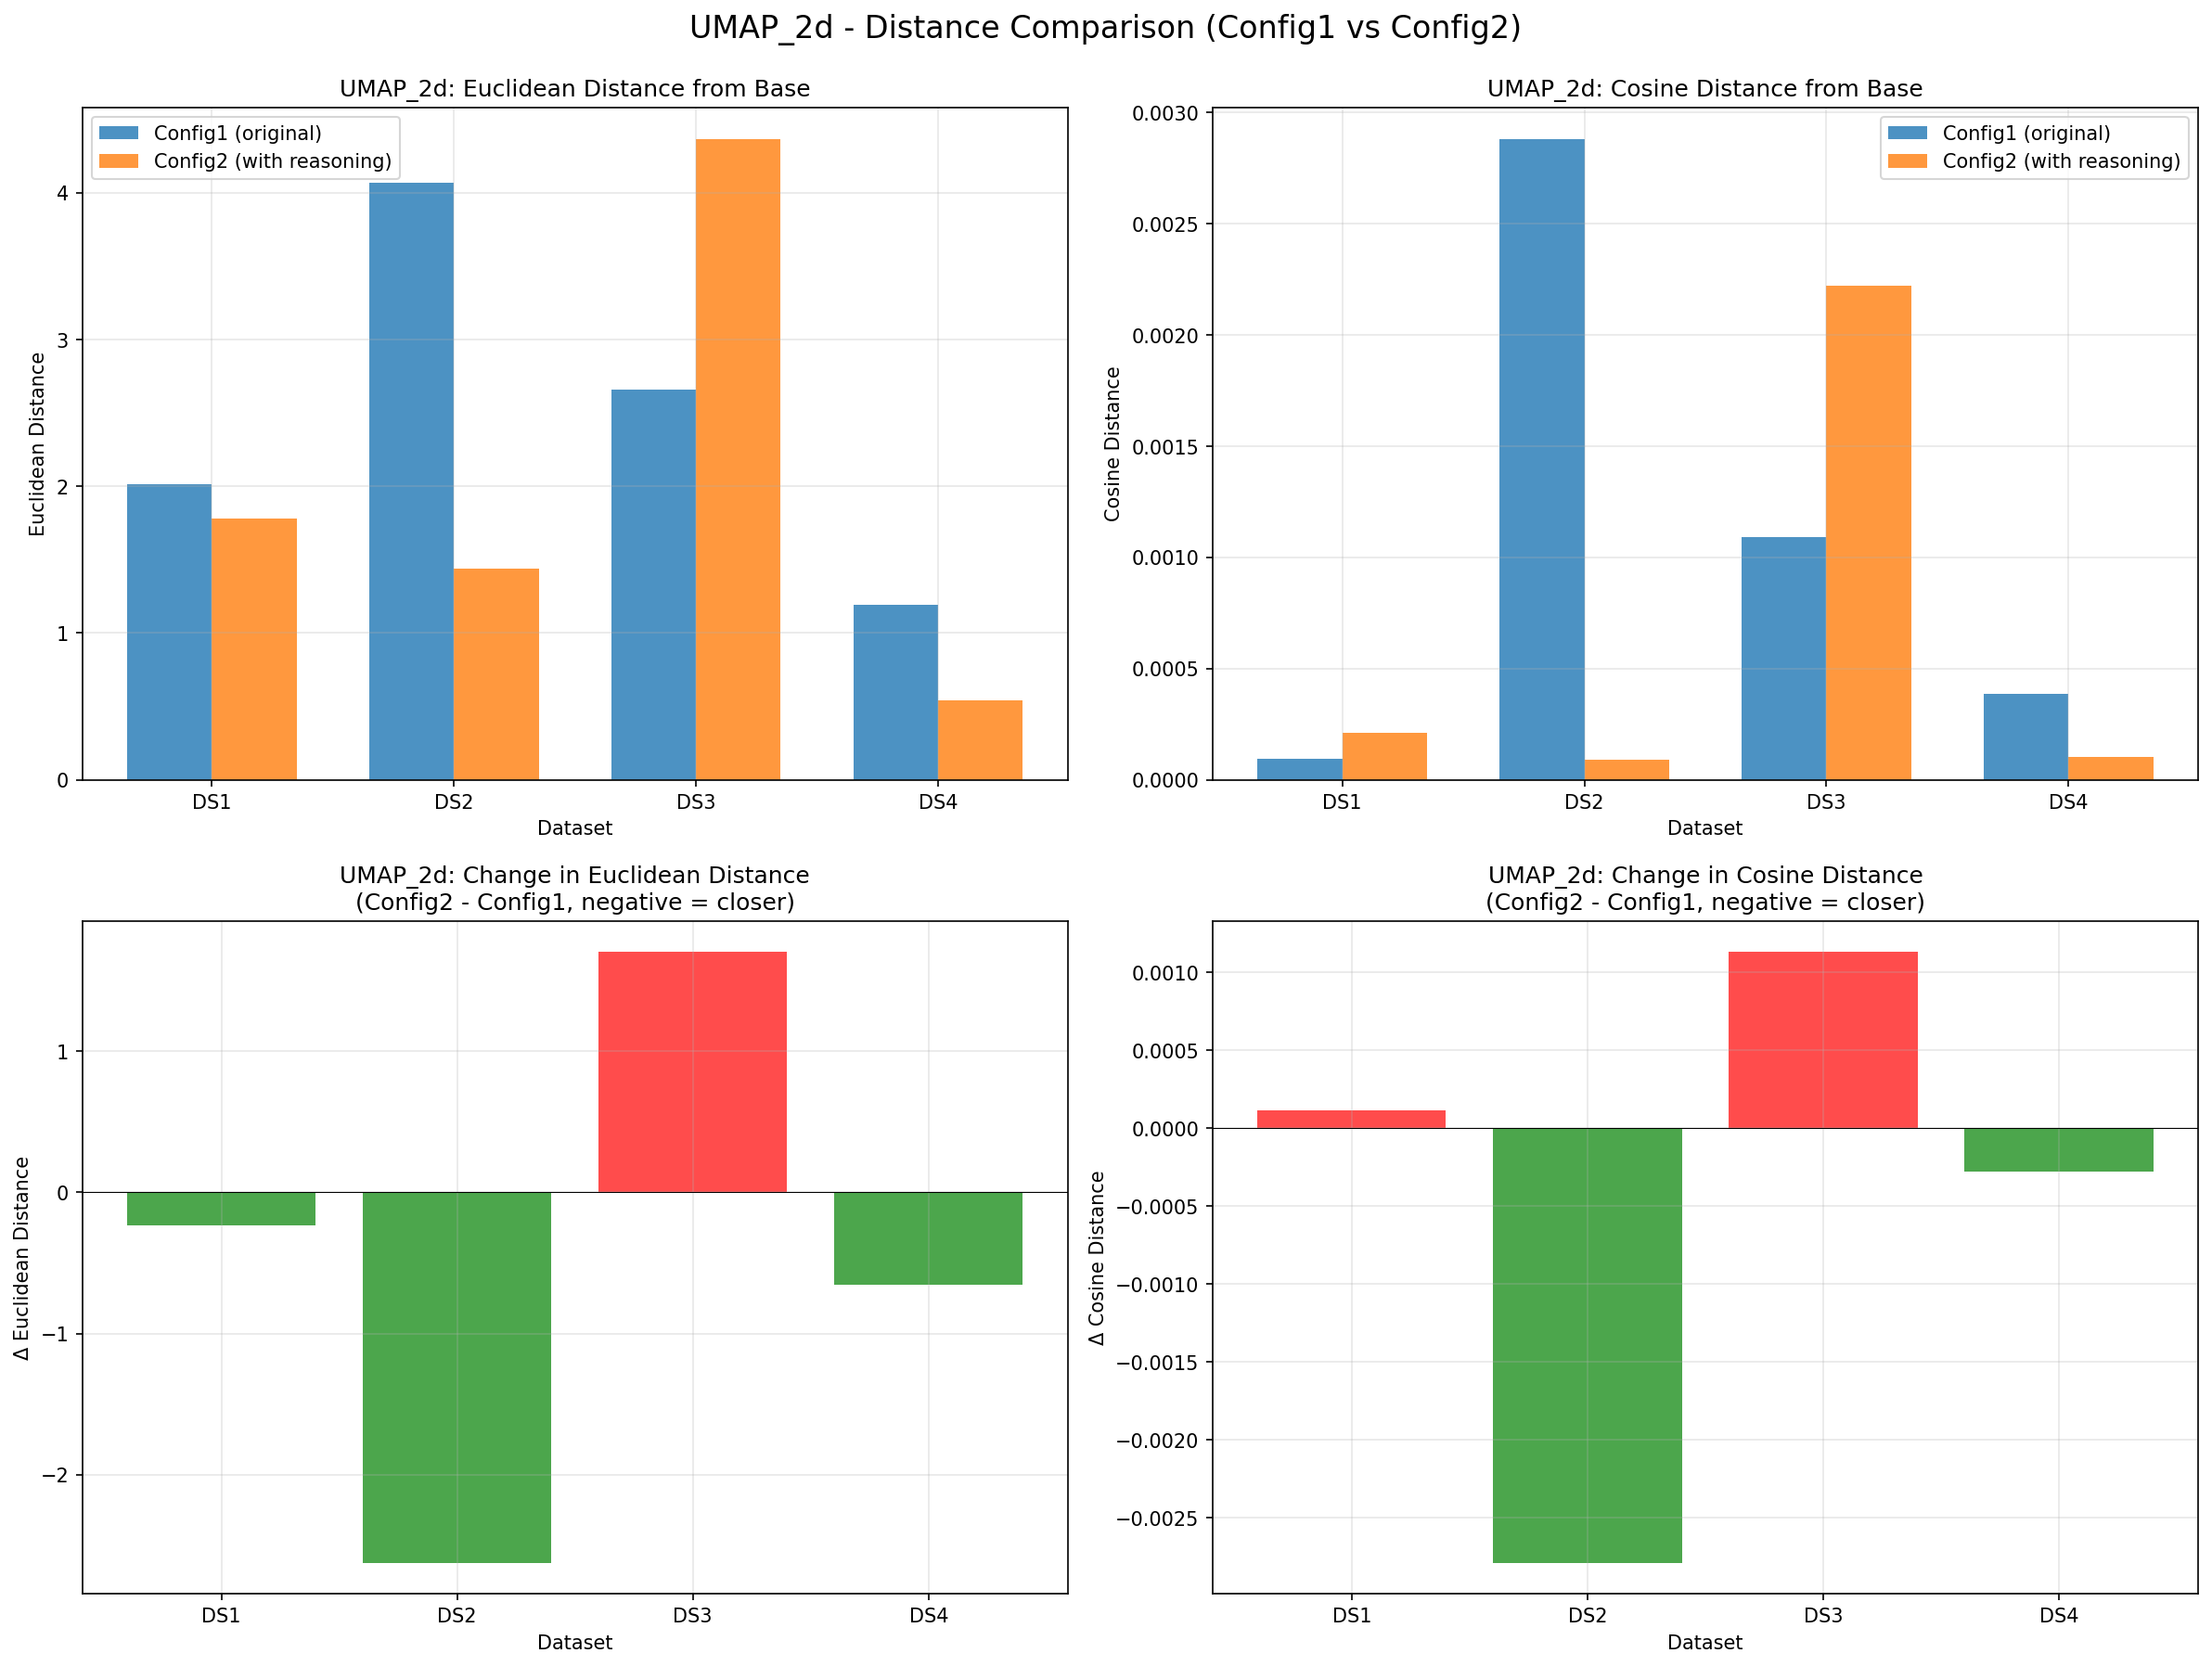 UMAP_2d - Distance Comparison (Config1 vs Config2)
UMAP_2d: Euclidean Distance from Base
Config1 (original)
Config2 (with reasoning)
Euclidean Distance
4
3
2
1
0
DS1 DS2 DS3 DS4
Dataset
UMAP_2d: Cosine Distance from Base
Config1 (original)
Config2 (with reasoning)
Cosine Distance
0.0030
0.0025
0.0020
0.0015
0.0010
0.0005
0.0000
DS1 DS2 DS3 DS4
Dataset
UMAP_2d: Change in Euclidean Distance
(Config2 - Config1, negative = closer)
Δ Euclidean Distance
1
0
−1
−2
DS1 DS2 DS3 DS4
Dataset
UMAP_2d: Change in Cosine Distance
(Config2 - Config1, negative = closer)
Δ Cosine Distance
0.0010
0.0005
0.0000
−0.0005
−0.0010
−0.0015
−0.0020
−0.0025
DS1 DS2 DS3 DS4
Dataset